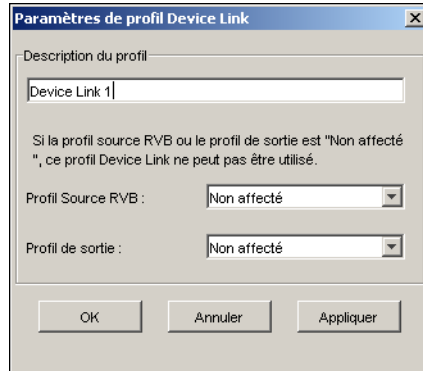 Paramètres de profil Device Link
Description du profil
Device Link 1
Si la profil source RVB ou le profil de sortie est "Non affecté
", ce profil Device Link ne peut pas être utilisé.
Profil Source RVB : Non affecté
Profil de sortie : Non affecté
OK Annuler Appliquer